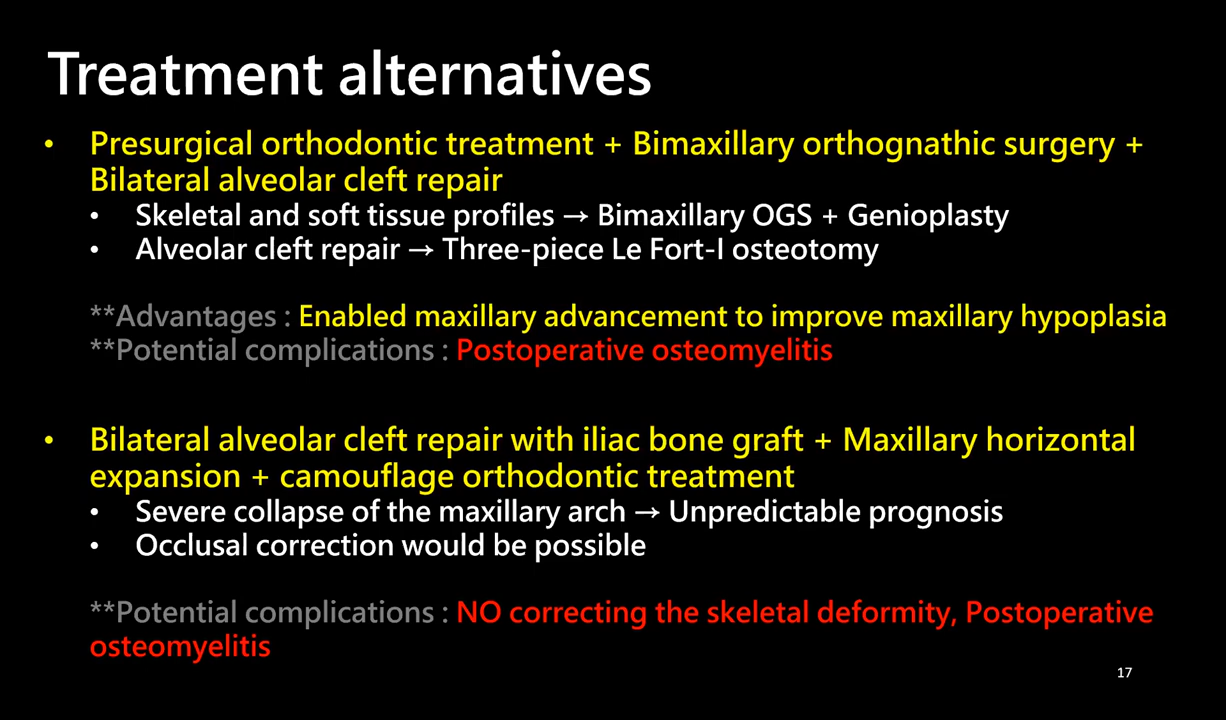 Treatment alternatives
• Presurgical orthodontic treatment + Bimaxillary orthognathic surgery +
Bilateral alveolar cleft repair
• Skeletal and soft tissue profiles → Bimaxillary OGS + Genioplasty
• Alveolar cleft repair → Three-piece Le Fort-I osteotomy
**Advantages : Enabled maxillary advancement to improve maxillary hypoplasia
**Potential complications : Postoperative osteomyelitis
• Bilateral alveolar cleft repair with iliac bone graft + Maxillary horizontal
expansion + camouflage orthodontic treatment
• Severe collapse of the maxillary arch → Unpredictable prognosis
• Occlusal correction would be possible
**Potential complications : NO correcting the skeletal deformity, Postoperative
osteomyelitis
17